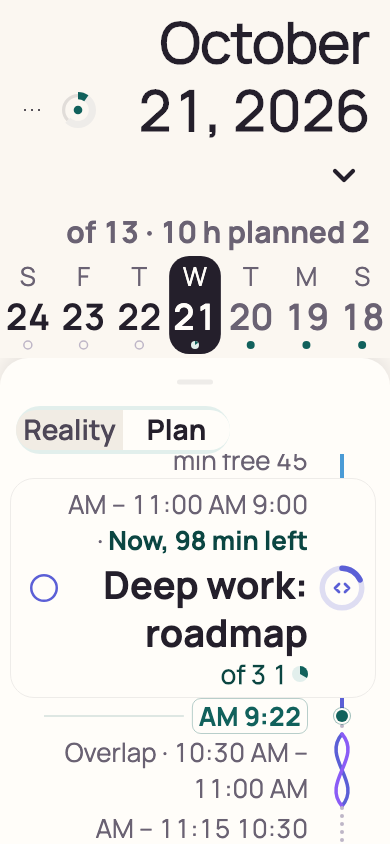 October
21, 2026
of 13 · 10 h planned 2
S F T W T M S
24 23 22 21 20 19 18
Reality Plan
min free 45
AM – 11:00 AM 9:00
· Now, 98 min left
Deep work:
roadmap
of 3 1
AM 9:22
Overlap · 10:30 AM –
11:00 AM
AM – 11:15 10:30